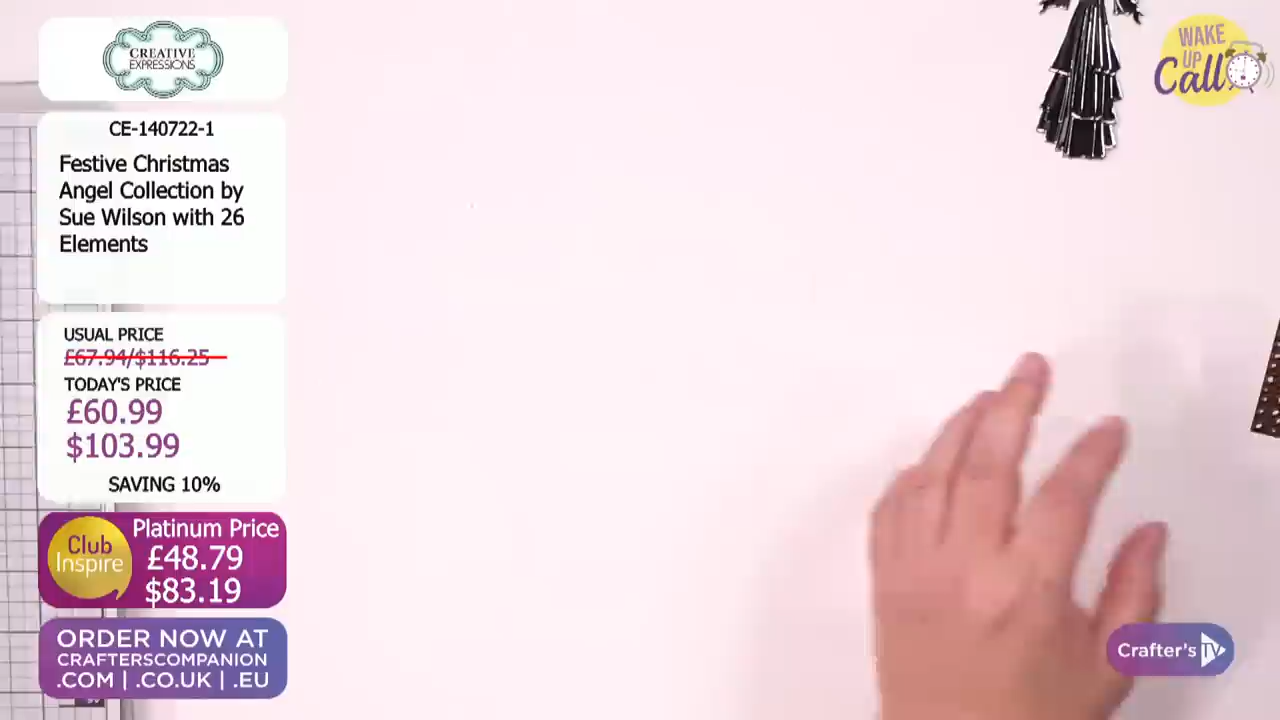 CREATIVE
EXPRESSIONS
CE-140722-1
Festive Christmas
Angel Collection by
Sue Wilson with 26
Elements
USUAL PRICE
£67.94/$116.25
TODAY'S PRICE
£60.99
$103.99
SAVING 10%
Club
Inspire
Platinum Price
£48.79
$83.19
ORDER NOW AT
CRAFTERSCOMPANION
.COM | .CO.UK | .EU
WAKE
UP
Call
Crafter's TV